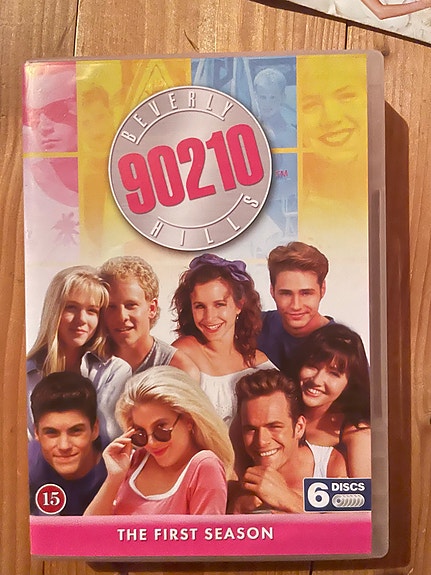 BEVERLY
90210
SM
HILLS
15
6 DISCS
THE FIRST SEASON